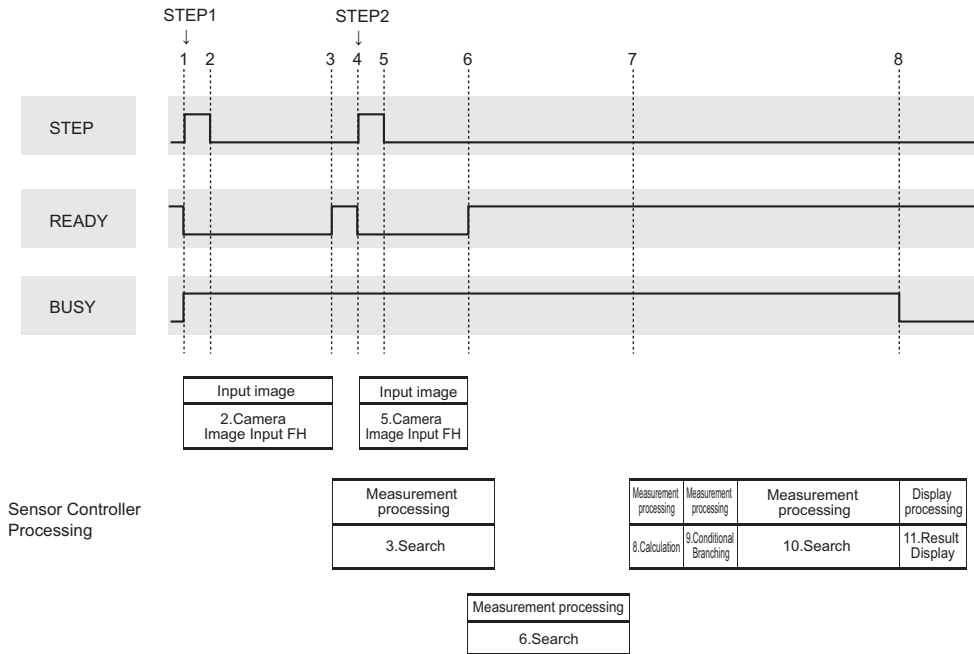 STEP1
STEP2
↓
↓
1 2 3 4 5 6 7 8
STEP
READY
BUSY
Input image
2.Camera
Image Input FH
Input image
5.Camera
Image Input FH
Sensor Controller
Processing
Measurement
processing
3.Search
Measurement
processing
8.Calculation
Measurement
processing
9.Conditional
Branching
Measurement
processing
10.Search
Display
processing
11.Result
Display
Measurement processing
6.Search